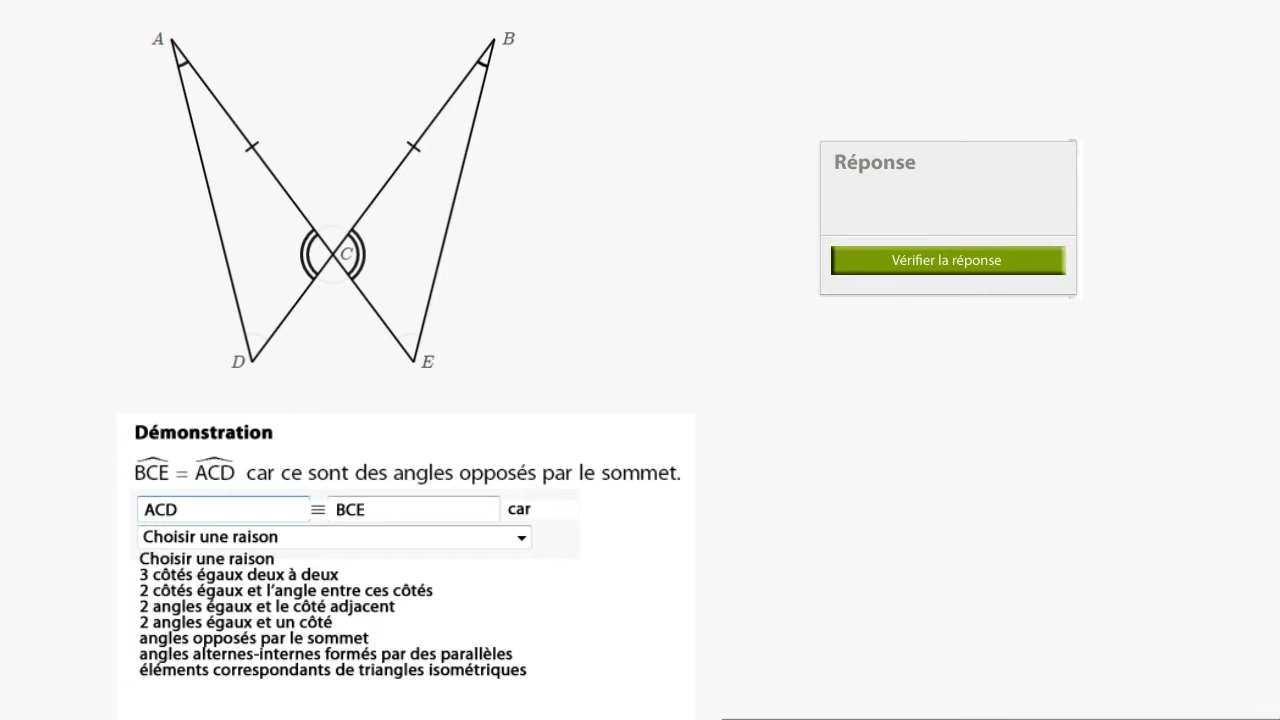 A
B
C
D
E
Réponse
Vérifier la réponse
Démonstration
BCE = ACD car ce sont des angles opposés par le sommet.
ACD ≡ BCE car
Choisir une raison
Choisir une raison
3 côtés égaux deux à deux
2 côtés égaux et l'angle entre ces côtés
2 angles égaux et le côté adjacent
2 angles égaux et un côté
angles opposés par le sommet
angles alternes-internes formés par des parallèles
éléments correspondants de triangles isométriques